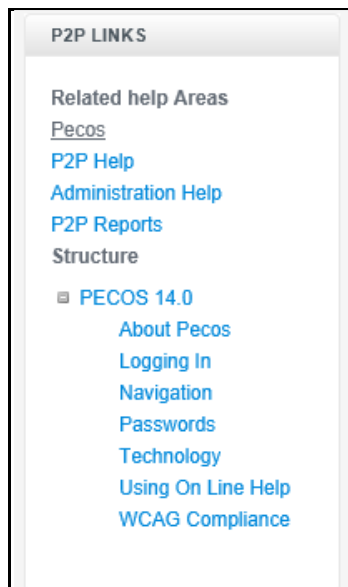 P2P LINKS
Related help Areas
Pecos
P2P Help
Administration Help
P2P Reports
Structure
PECOS 14.0
About Pecos
Logging In
Navigation
Passwords
Technology
Using On Line Help
WCAG Compliance